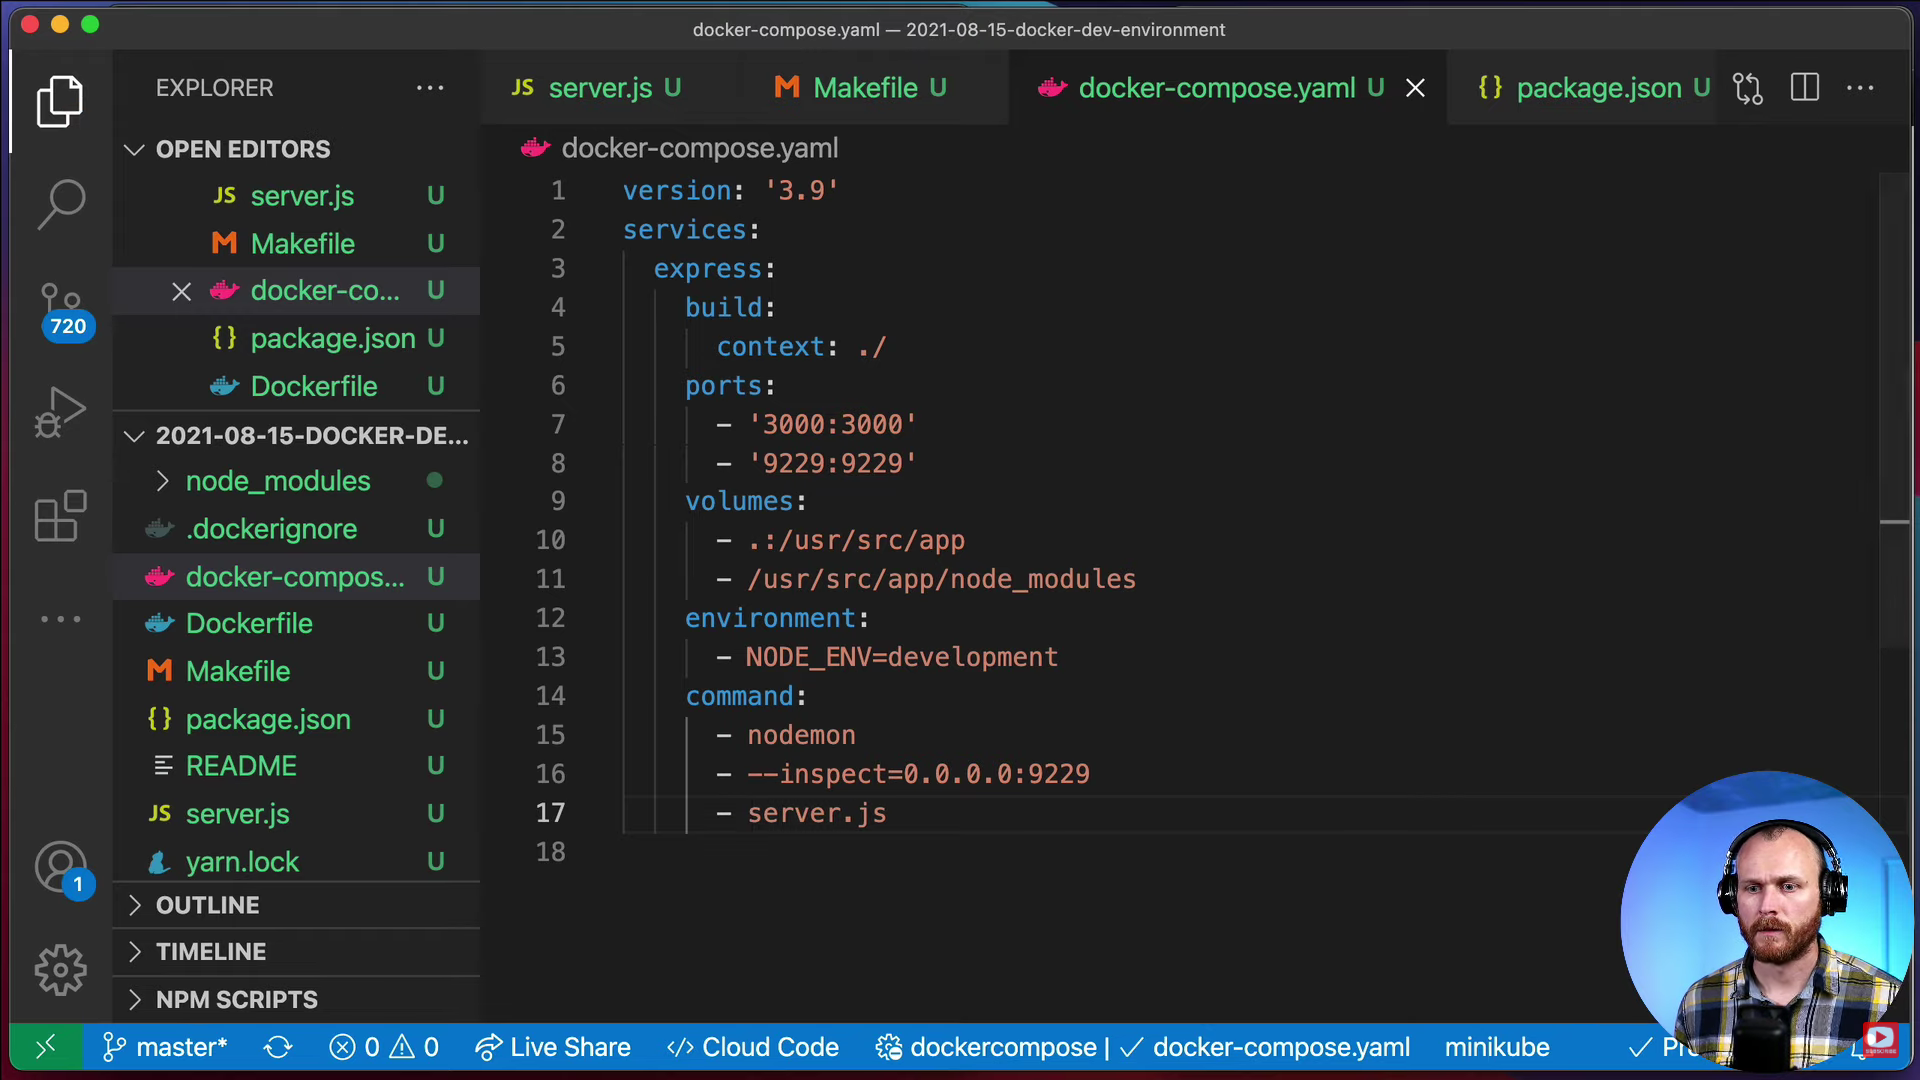 docker-compose.yaml — 2021-08-15-docker-dev-environment
EXPLORER
JS server.js U
M Makefile U
docker-compose.yaml U
{} package.json U
OPEN EDITORS
JS server.js U
M Makefile U
docker-co... U
{} package.json U
Dockerfile U
2021-08-15-DOCKER-DE...
node_modules
.dockerignore U
docker-compos... U
Dockerfile U
M Makefile U
{} package.json U
README U
JS server.js U
yarn.lock U
OUTLINE
TIMELINE
NPM SCRIPTS
720
1
docker-compose.yaml
1 version: '3.9'
2 services:
3 express:
4 build:
5 context: ./
6 ports:
7 - '3000:3000'
8 - '9229:9229'
9 volumes:
10 - .:/usr/src/app
11 - /usr/src/app/node_modules
12 environment:
13 - NODE_ENV=development
14 command:
15 - nodemon
16 - --inspect=0.0.0.0:9229
17 - server.js
18
master* 0 0 Live Share </> Cloud Code dockercompose | ✓ docker-compose.yaml minikube ✓